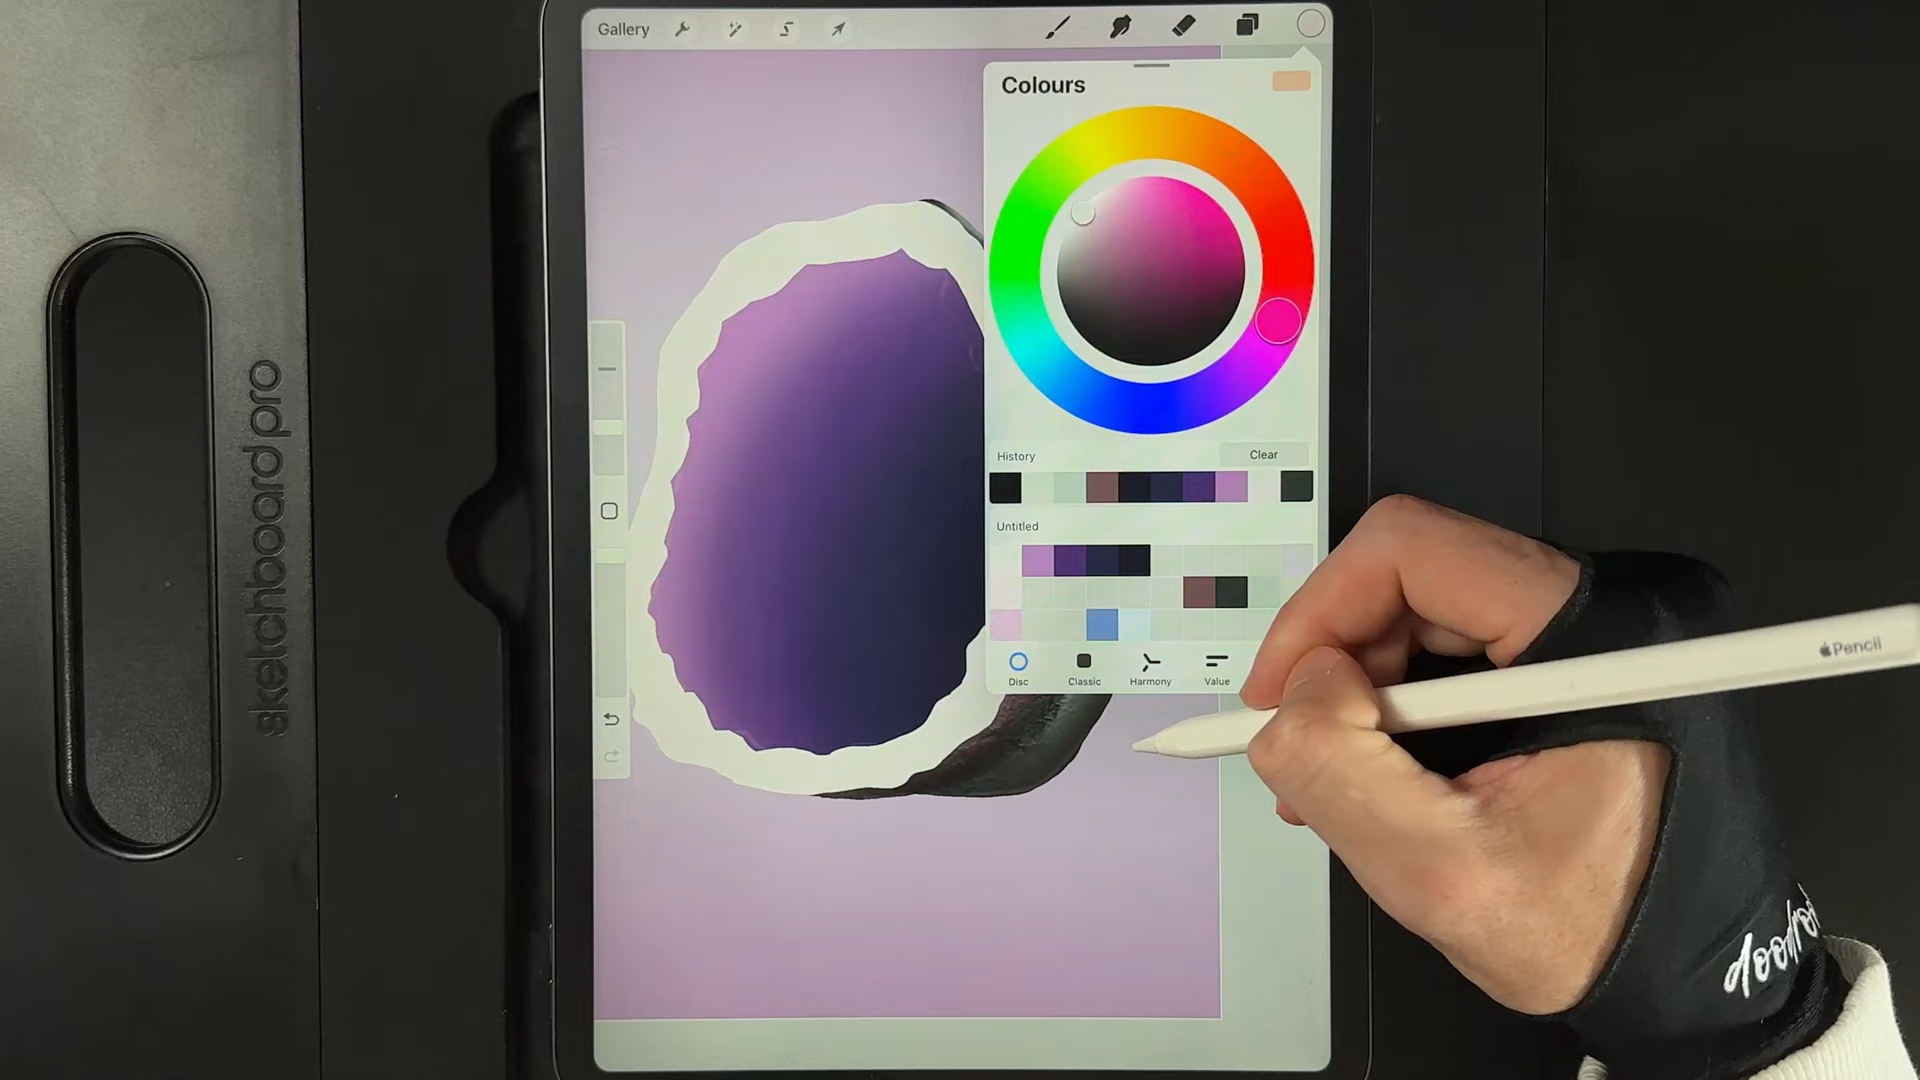 Gallery
Colours
History
Clear
Untitled
Disc
Classic
Harmony
Value
sketchboard pro
Pencil